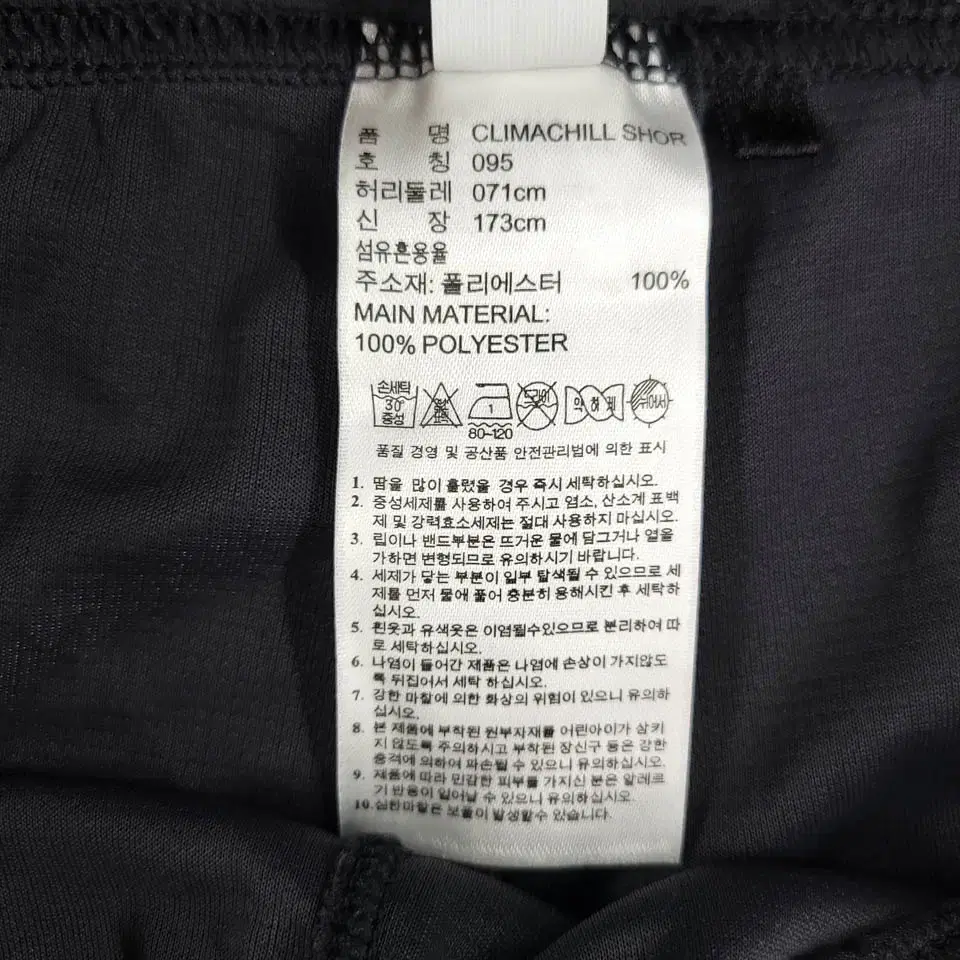 품 명 CLIMACHILL SHOR
호 칭 095
허리둘레 071cm
신 장 173cm
섬유혼용율
주소재: 폴리에스터 100%
MAIN MATERIAL:
100% POLYESTER
손세탁 30° 중성 1 드라이 약하게 뉘어서
80-120
품질 경영 및 공산품 안전관리법에 의한 표시
1. 땀을 많이 흘렸을 경우 즉시 세탁하십시오.
2. 중성세제를 사용하여 주시고 염소, 산소계 표백
제 및 강력효소세제는 절대 사용하지 마십시오.
3. 립이나 밴드부분은 뜨거운 물에 담그거나 열을
가하면 변형되므로 유의하시기 바랍니다.
4. 세제가 닿는 부분이 일부 탈색될 수 있으므로 세
제를 먼저 물에 풀어 충분히 용해시킨 후 세탁하
십시오.
5. 흰옷과 유색옷은 이염될수있으므로 분리하여 따
로 세탁하십시오.
6. 나염이 들어간 제품은 나염에 손상이 가지않도
록 뒤집어서 세탁 하십시오.
7. 강한 마찰에 의한 화상의 위험이 있으니 유의하
십시오.
8. 본 제품에 부착된 원부자재를 어린아이가 삼키
지 않도록 주의하시고 부착된 장신구 등은 강한
충격에 의하여 파손될 수 있으니 유의하십시오.
9. 제품에 따라 민감한 피부를 가지신 분은 알레르
기 반응이 일어날 수 있으니 유의하십시오.
10. 심한마찰은 보풀이 발생할수 있습니다.